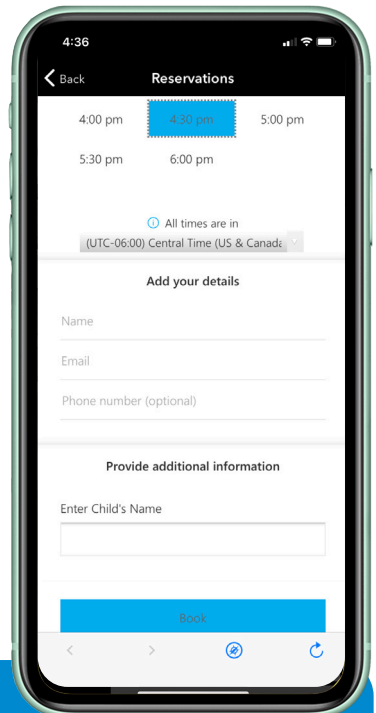 4:36
Back Reservations
4:00 pm 4:30 pm 5:00 pm
5:30 pm 6:00 pm
All times are in
(UTC-06:00) Central Time (US & Canada
Add your details
Name
Email
Phone number (optional)
Provide additional information
Enter Child's Name
Book